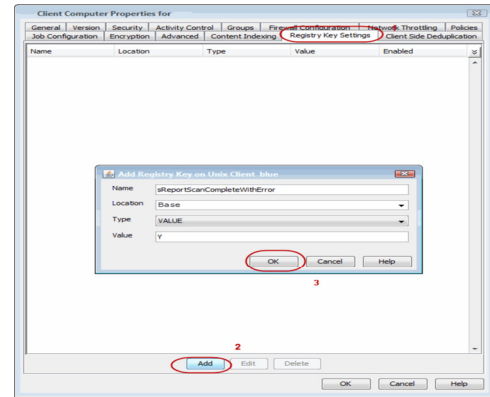 Client Computer Properties for
General Version Security Activity Control Groups Firewall Configuration Network Throttling Policies
Job Configuration Encryption Advanced Content Indexing Registry Key Settings Client Side Deduplication
Name Location Type Value Enabled
Add Registry Key on Unix Client blue
Name sReportScanCompleteWithError
Location Base
Type VALUE
Value Y
OK Cancel Help
3
2
Add Edit Delete
OK Cancel Help